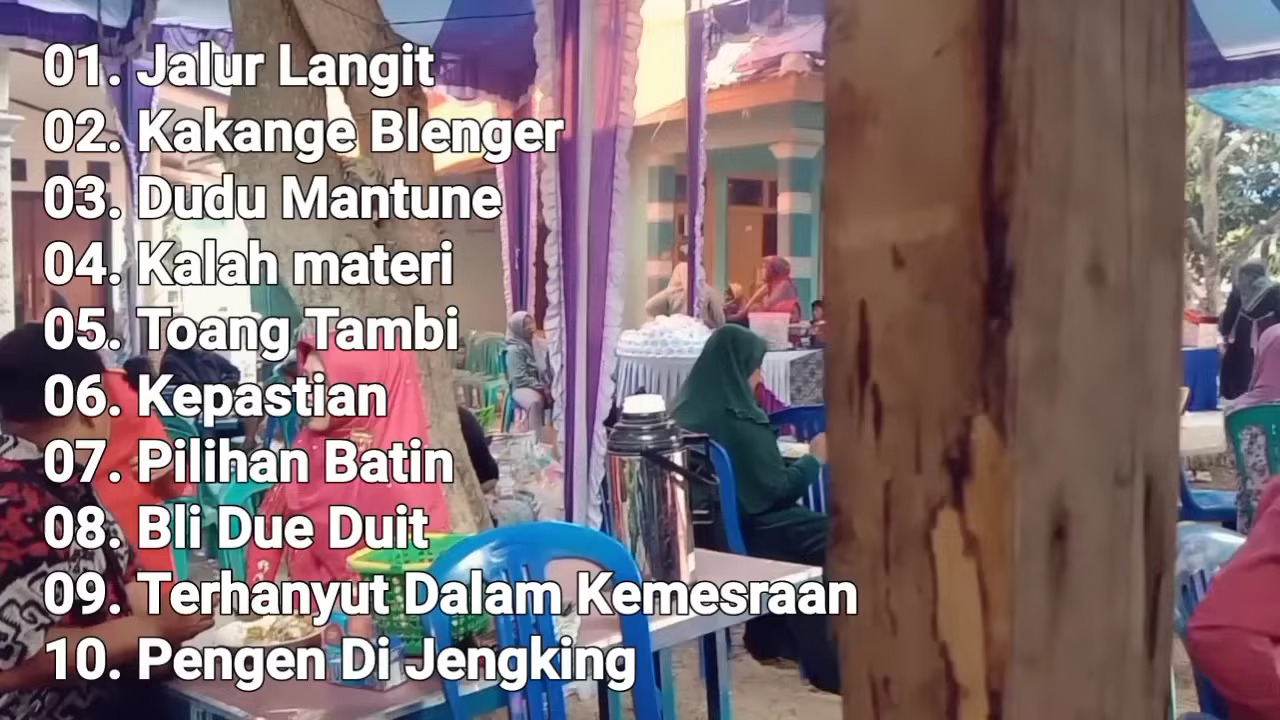 01. Jalur Langit
02. Kakange Blenger
03. Dudu Mantune
04. Kalah materi
05. Toang Tambi
06. Kepastian
07. Pilihan Batin
08. Bli Due Duit
09. Terhanyut Dalam Kemesraan
10. Pengen Di Jengking